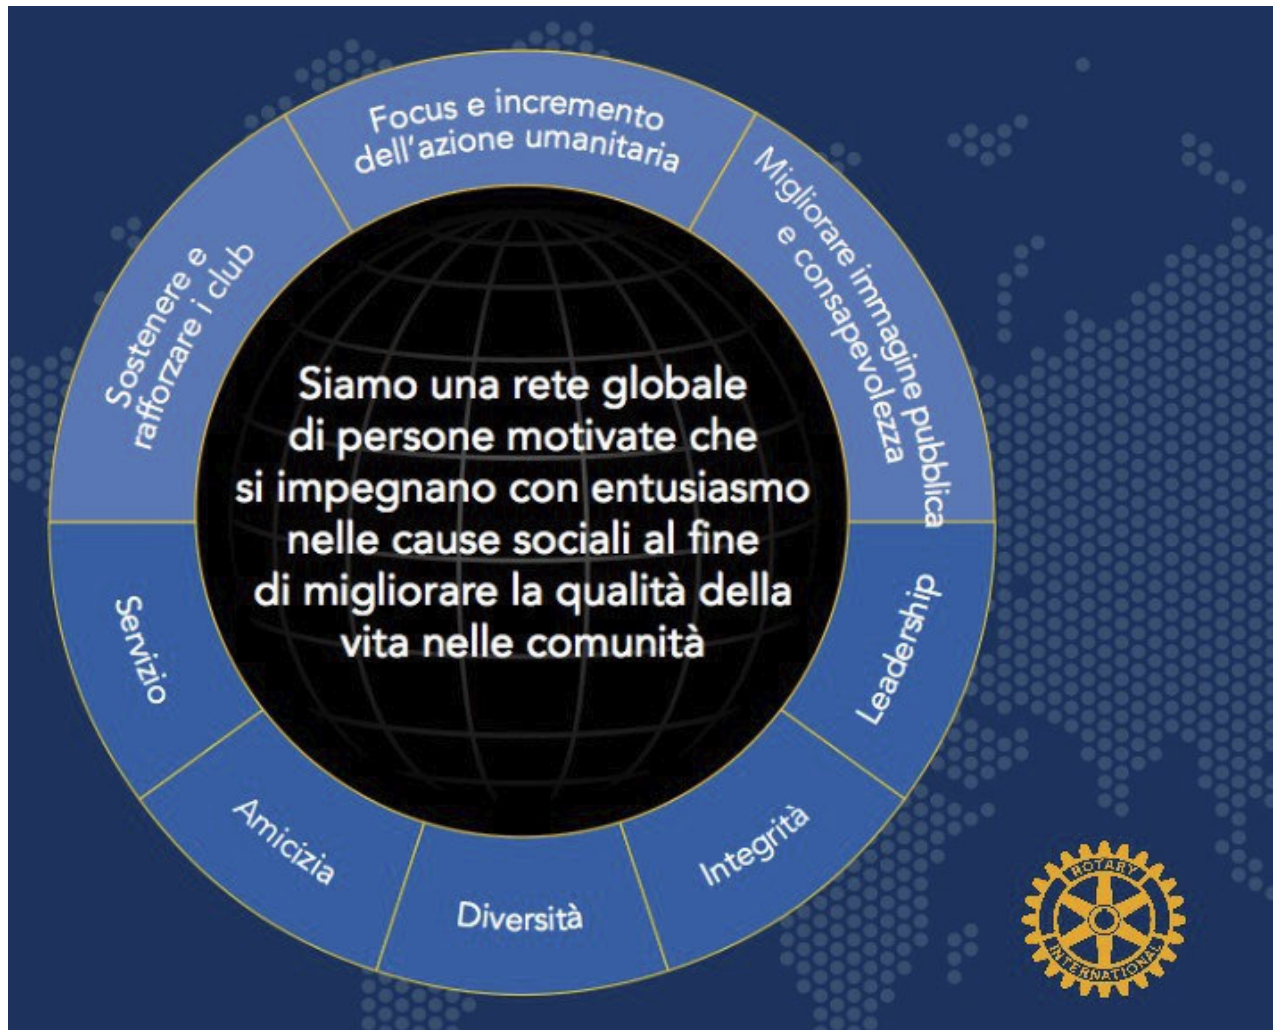 Focus e incremento
dell'azione umanitaria
Migliorare immagine pubblica
e consapevolezza
Sostenere e
rafforzare i club
Siamo una rete globale
di persone motivate che
si impegnano con entusiasmo
nelle cause sociali al fine
di migliorare la qualità della
vita nelle comunità
Servizio
Amicizia
Diversità
Integrità
Leadership
ROTARY
INTERNATIONAL